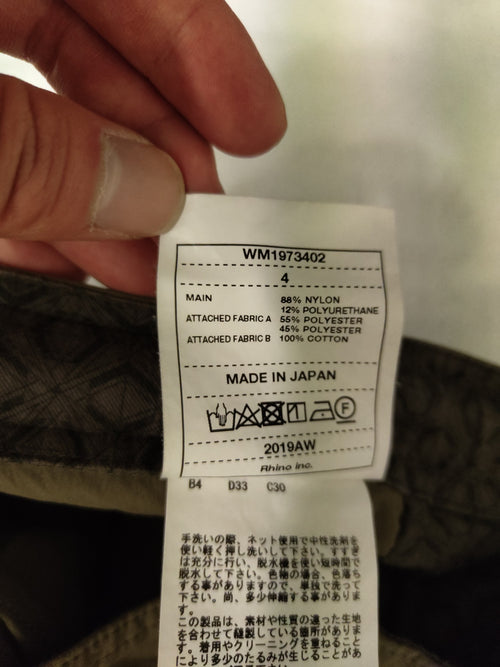 WM1973402
4
MAIN 88% NYLON
12% POLYURETHANE
ATTACHED FABRIC A 55% POLYESTER
45% POLYESTER
ATTACHED FABRIC B 100% COTTON
MADE IN JAPAN
F
2019AW
Rhino inc.
B4 D33 C30
手洗いの際、ネット使用で中性洗剤を
使い軽く押し洗いして下さい。すすぎ
は充分に行い、脱水機を使い短時間で
脱水して下さい。色物の場合、色落ち
する事がありますので、単独で洗って
下さい。尚、多少伸縮する事がありま
す。
この製品は、素材や性質の違った生地
を合わせて縫製している箇所がありま
す。着用やクリーニングを重ねること
により多少のたるみが生じることがあ